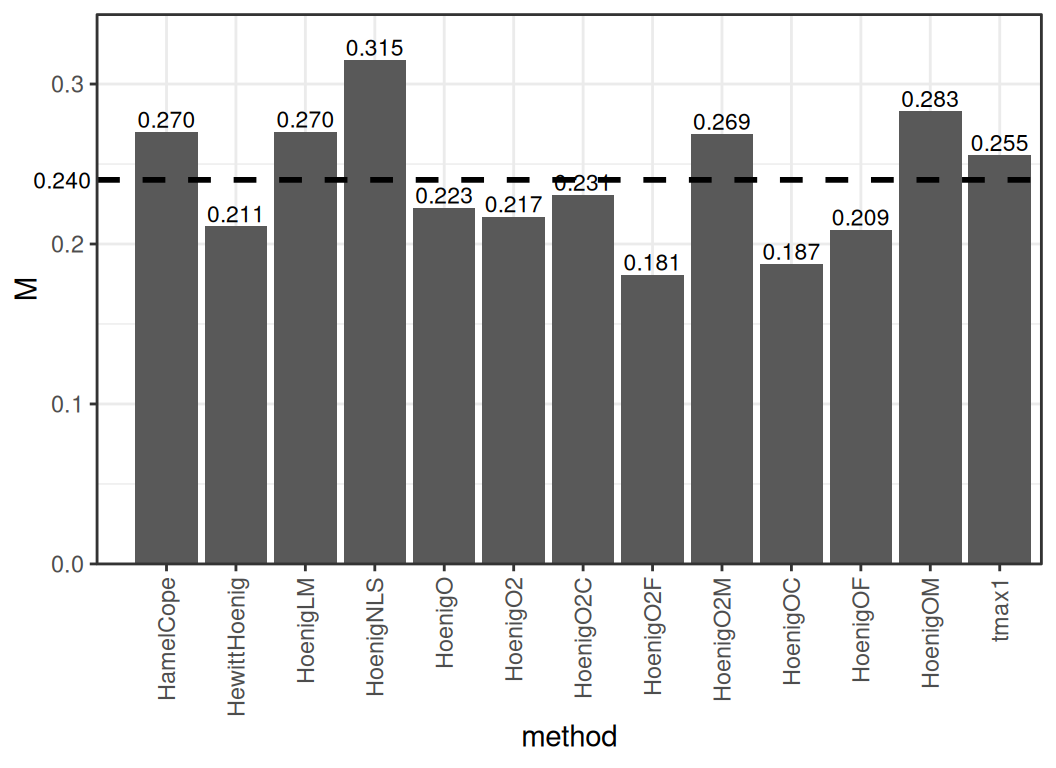 0.315
0.3
0.283
0.270
0.270
0.269
0.255
0.240
0.231
0.223
0.217
0.211
0.209
0.2
0.187
0.181
M
0.1
0.0
HamelCope
HewittHoenig
HoenigLM
HoenigNLS
HoenigO
HoenigO2
HoenigO2C
HoenigO2F
HoenigO2M
HoenigOC
HoenigOF
HoenigOM
tmax1
method